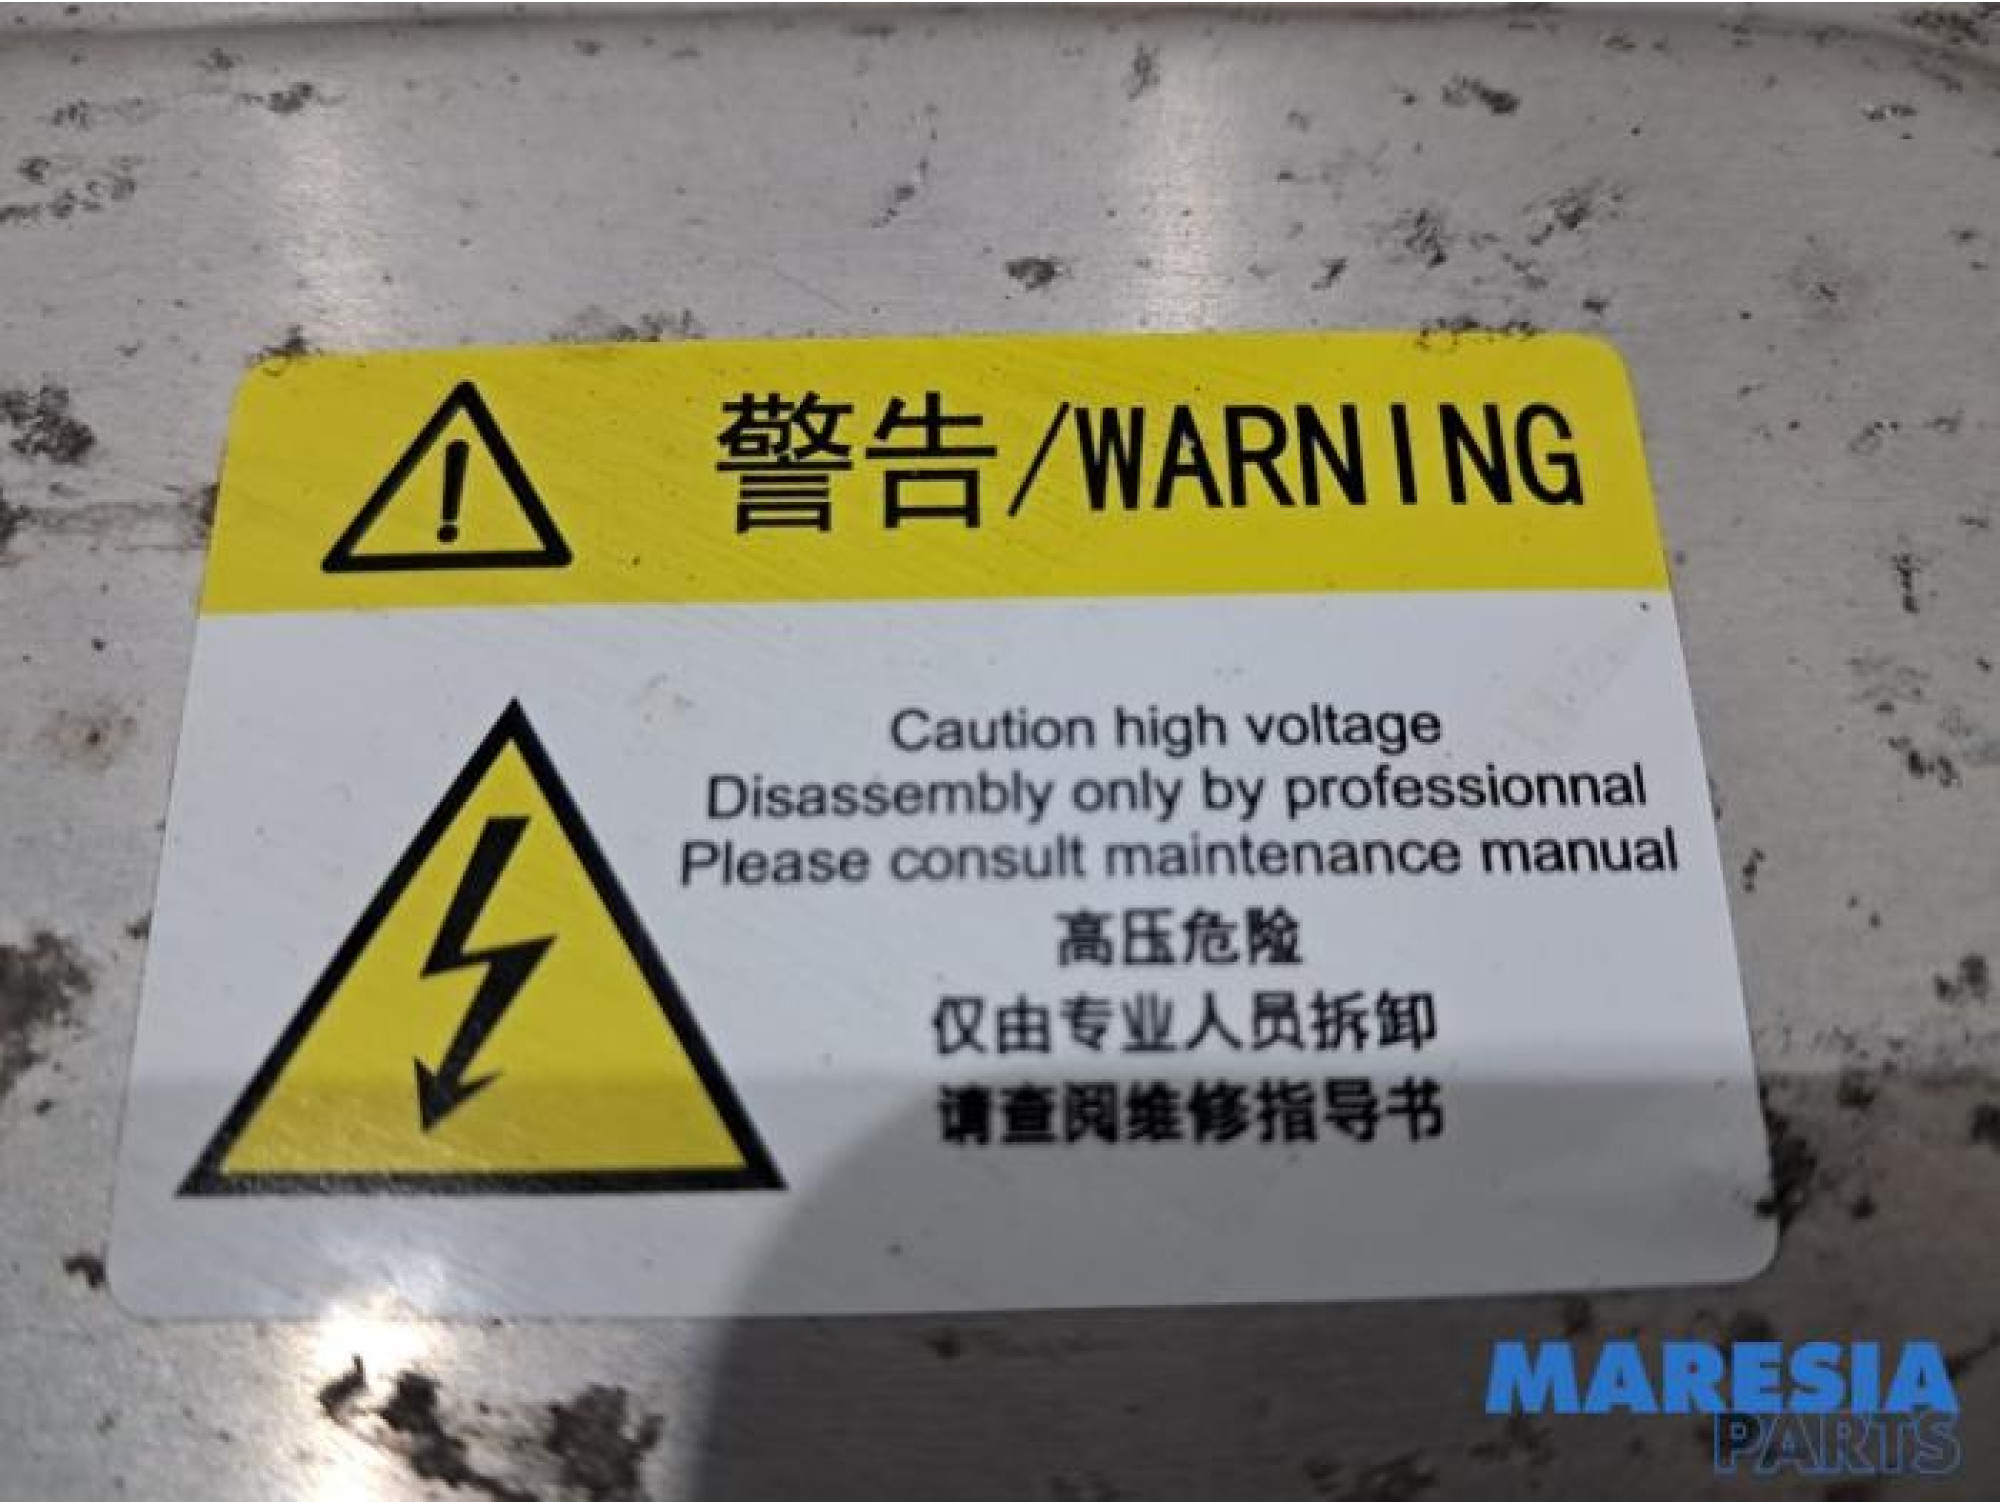 警告/WARNING
Caution high voltage
Disassembly only by professionnal
Please consult maintenance manual
高压危险
仅由专业人员拆卸
请查阅维修指导书
MARESIA
PARTS